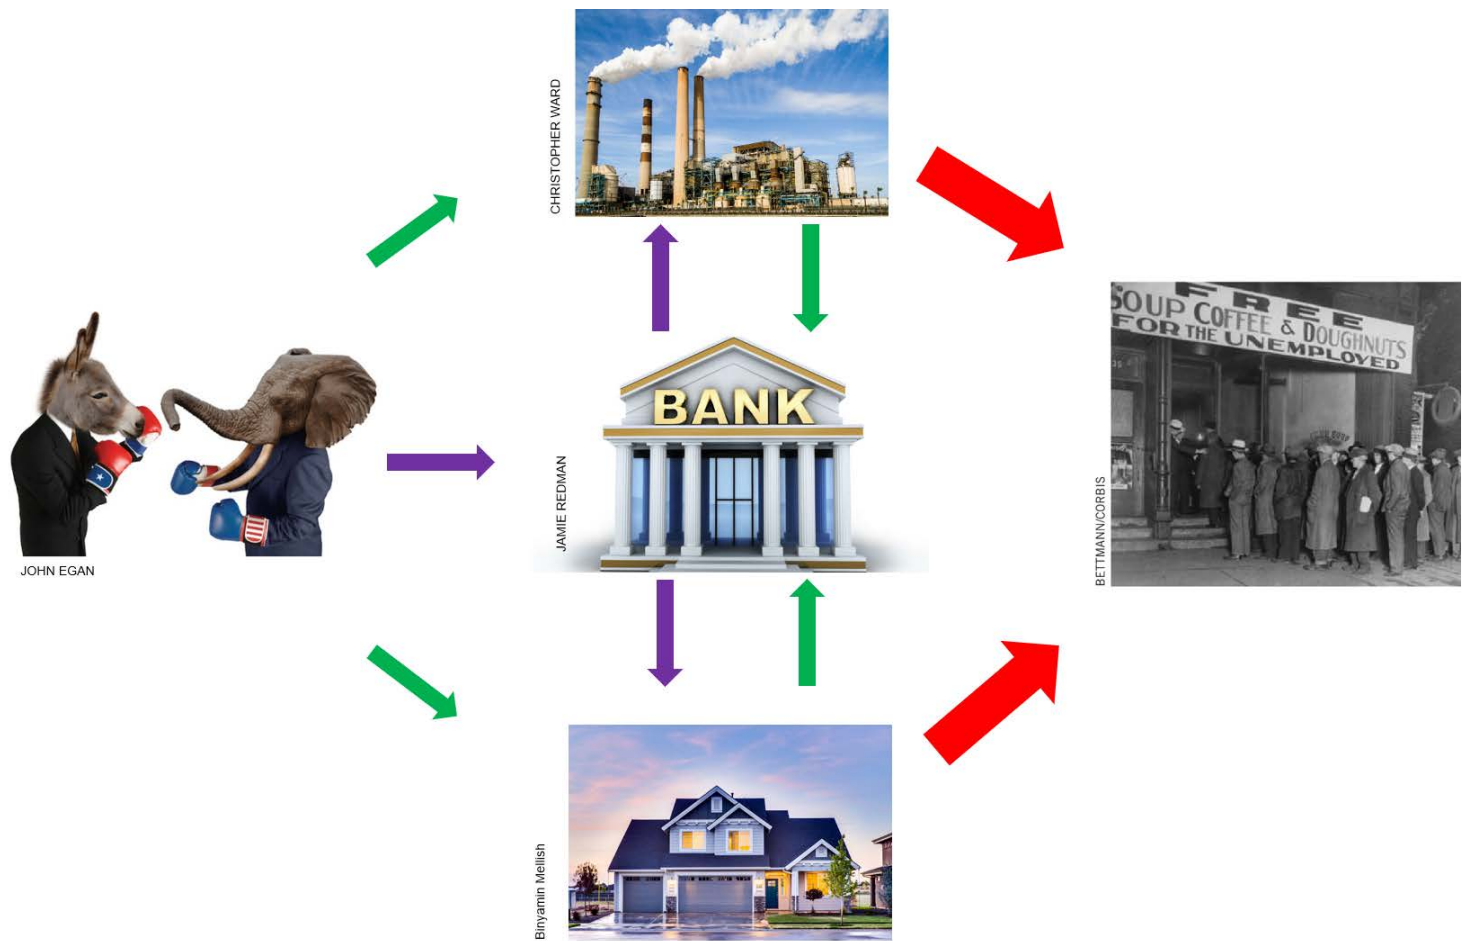 CHRISTOPHER WARD
JOHN EGAN
BANK
JAMIE REDMAN
FREE
SOUP COFFEE & DOUGHNUTS
FOR THE UNEMPLOYED
BETTMANN/CORBIS
Binyamin Mellish